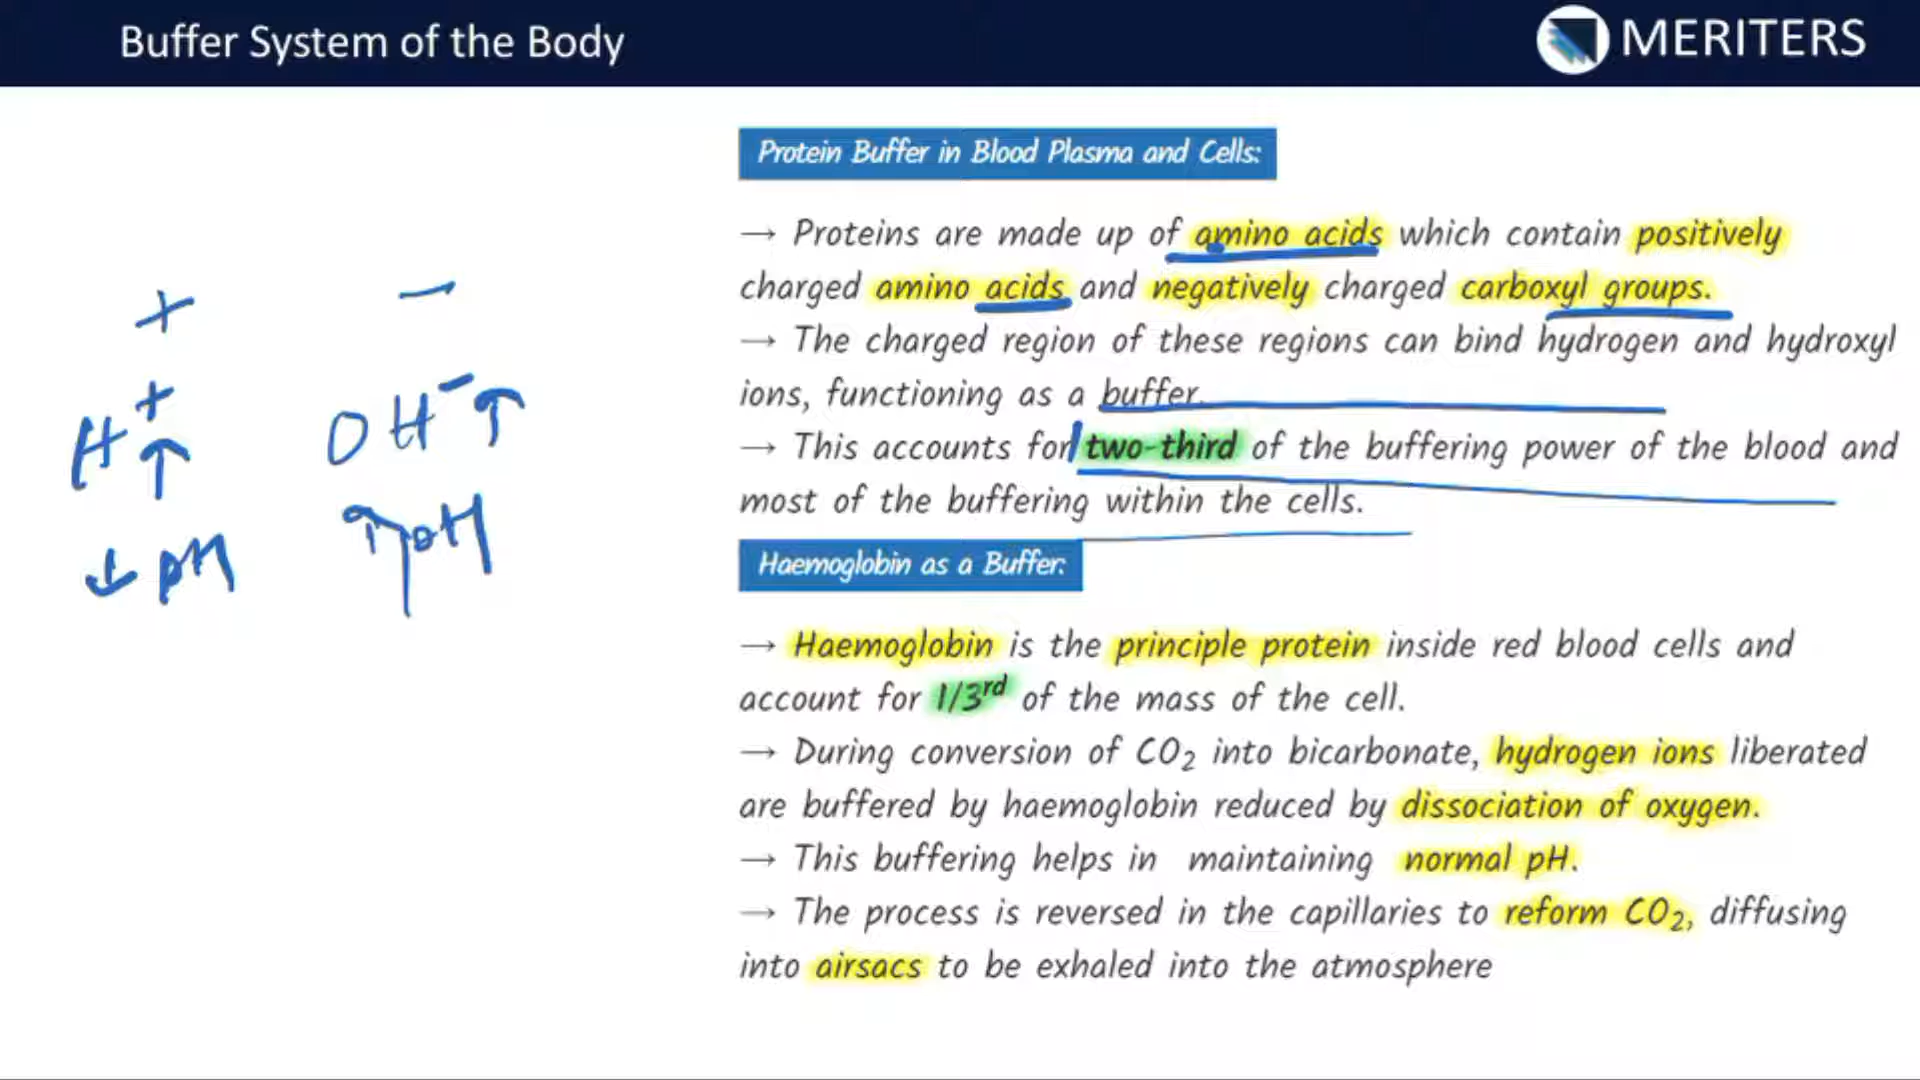 Buffer System of the Body
MERITERS
Protein Buffer in Blood Plasma and Cells:
→ Proteins are made up of amino acids which contain positively
charged amino acids and negatively charged carboxyl groups.
→ The charged region of these regions can bind hydrogen and hydroxyl
ions, functioning as a buffer.
→ This accounts for two-third of the buffering power of the blood and
most of the buffering within the cells.
Haemoglobin as a Buffer:
→ Haemoglobin is the principle protein inside red blood cells and
account for 1/3rd of the mass of the cell.
→ During conversion of CO₂ into bicarbonate, hydrogen ions liberated
are buffered by haemoglobin reduced by dissociation of oxygen.
→ This buffering helps in maintaining normal pH.
→ The process is reversed in the capillaries to reform CO₂, diffusing
into airsacs to be exhaled into the atmosphere
+ −
H⁺ ↑ OH⁻ ↑
↓ pH ↑ pH